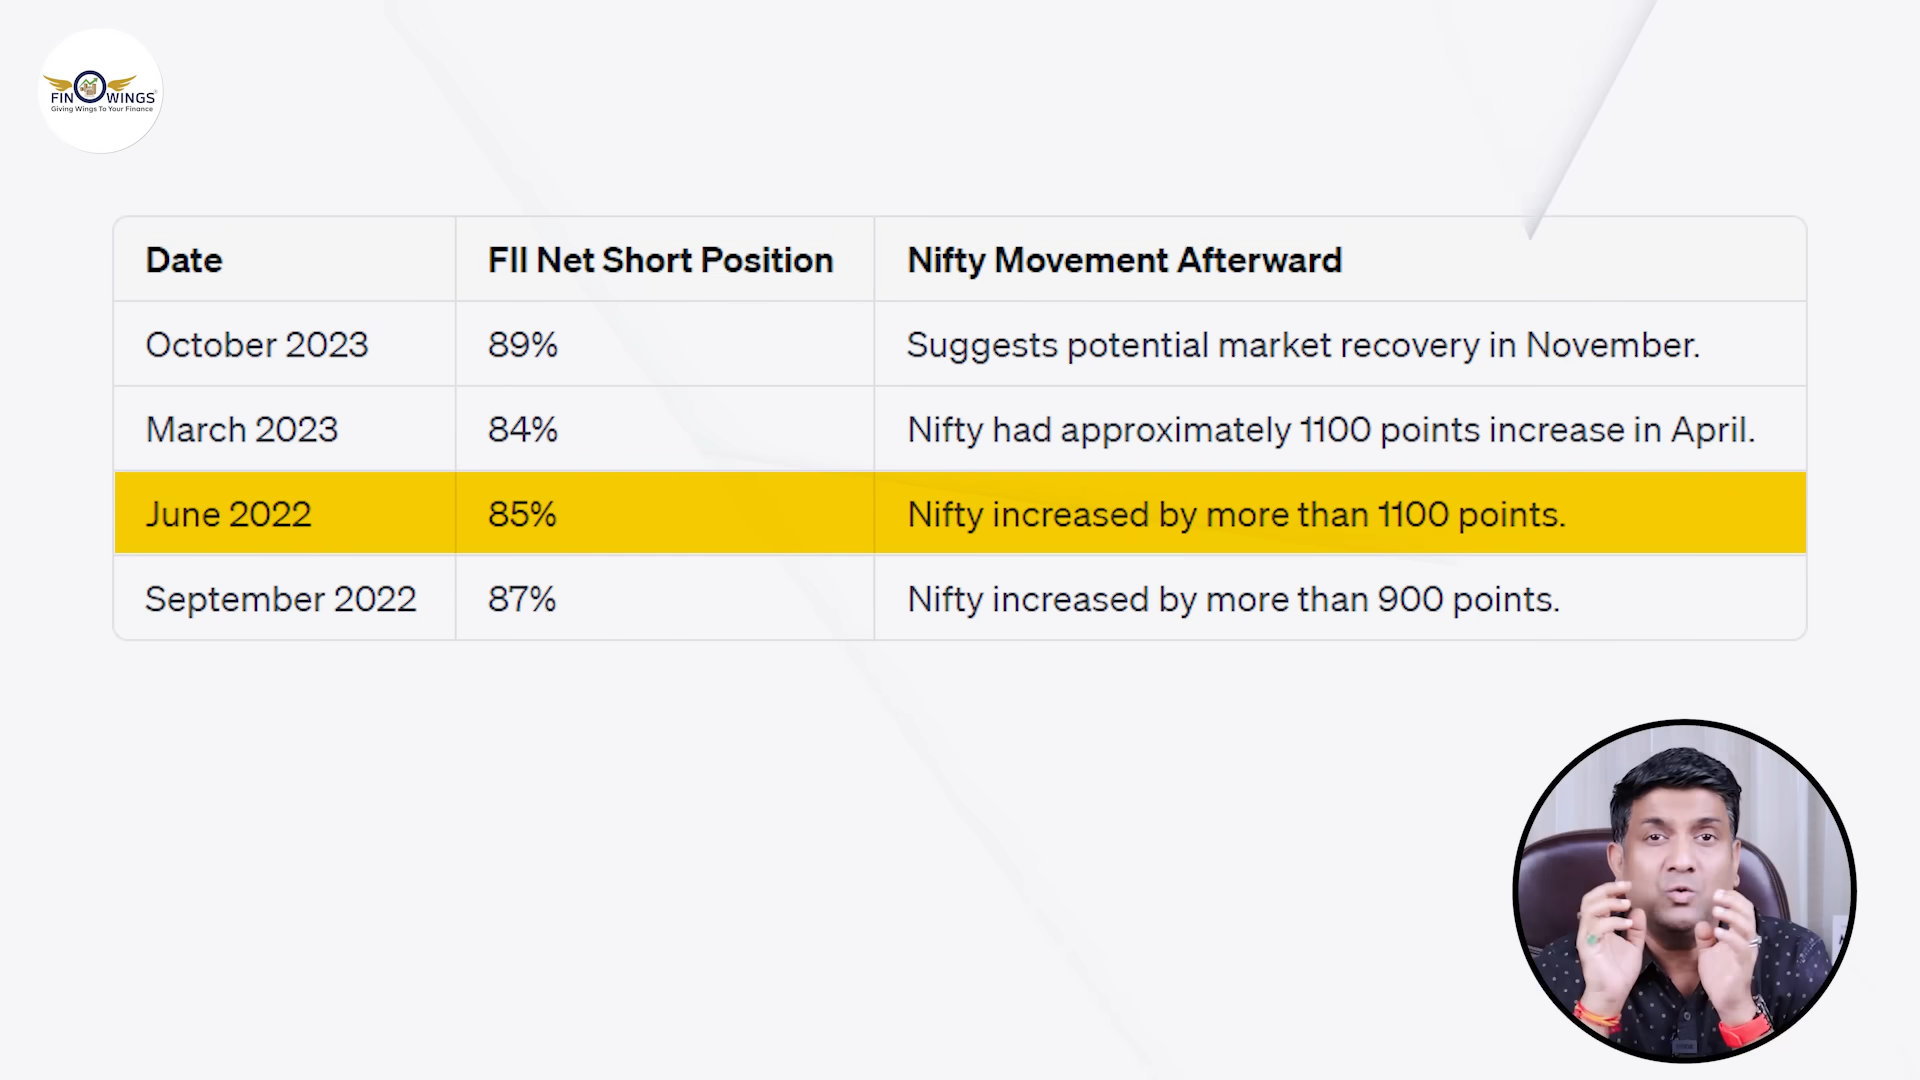 FINOWINGS
Giving Wings To Your Finance
Date FII Net Short Position Nifty Movement Afterward
October 2023 89% Suggests potential market recovery in November.
March 2023 84% Nifty had approximately 1100 points increase in April.
June 2022 85% Nifty increased by more than 1100 points.
September 2022 87% Nifty increased by more than 900 points.